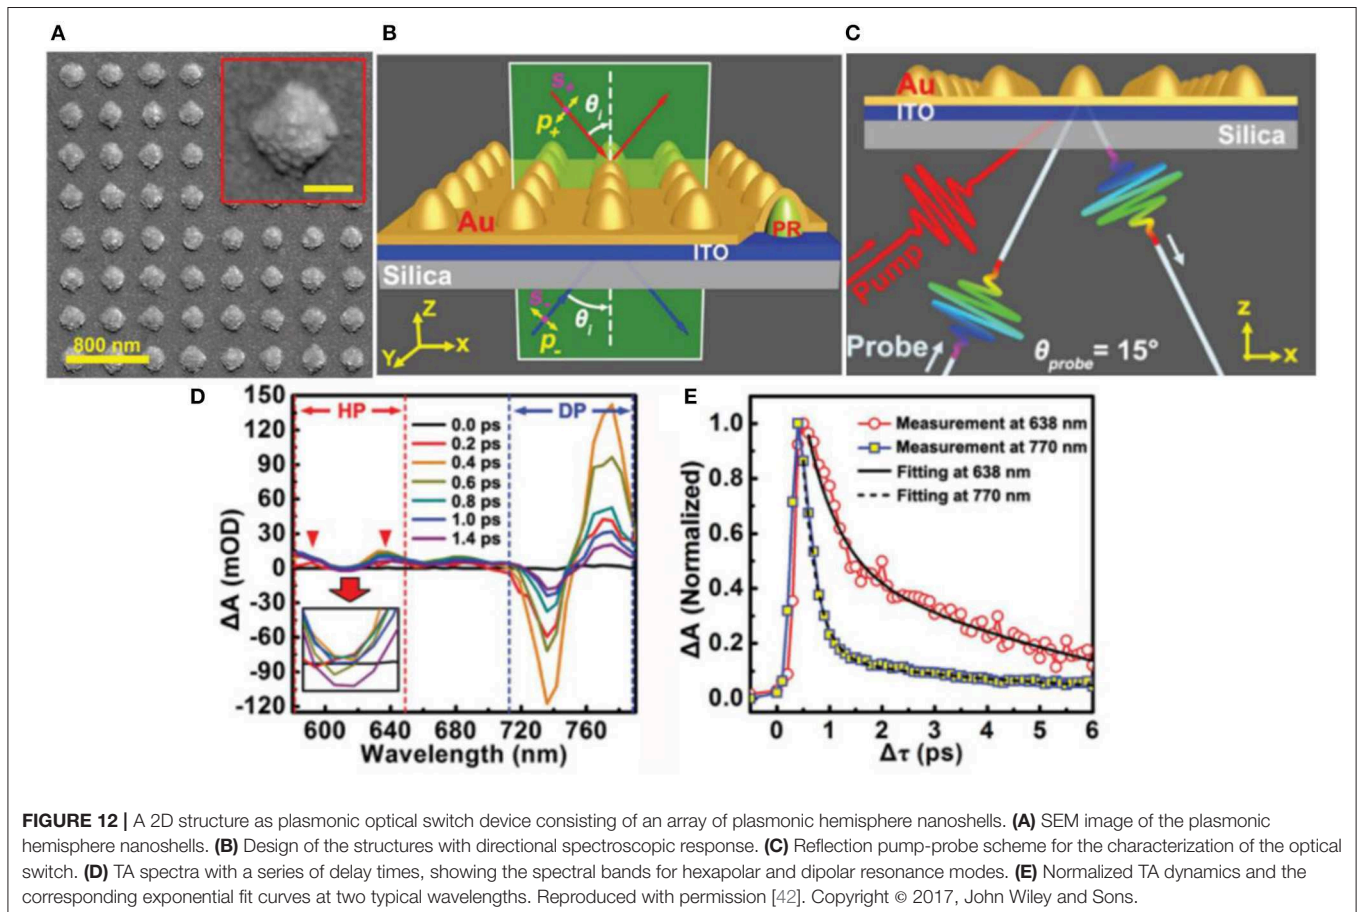 A
800 nm
B
S+
θi
p+
Au
PR
ITO
Silica
S-
θi
p-
Z
Y
x
C
Au
ITO
Silica
Pump
Probe
θprobe = 15°
z
x
D
ΔA (mOD)
150
120
90
60
30
0
-30
-60
-90
-120
HP
DP
0.0 ps
0.2 ps
0.4 ps
0.6 ps
0.8 ps
1.0 ps
1.4 ps
600 640 680 720 760
Wavelength (nm)
E
ΔA (Normalized)
1.0
0.8
0.6
0.4
0.2
0.0
Measurement at 638 nm
Measurement at 770 nm
Fitting at 638 nm
Fitting at 770 nm
0 1 2 3 4 5 6
Δτ (ps)
FIGURE 12 | A 2D structure as plasmonic optical switch device consisting of an array of plasmonic hemisphere nanoshells. (A) SEM image of the plasmonic
hemisphere nanoshells. (B) Design of the structures with directional spectroscopic response. (C) Reflection pump-probe scheme for the characterization of the optical
switch. (D) TA spectra with a series of delay times, showing the spectral bands for hexapolar and dipolar resonance modes. (E) Normalized TA dynamics and the
corresponding exponential fit curves at two typical wavelengths. Reproduced with permission [42]. Copyright © 2017, John Wiley and Sons.